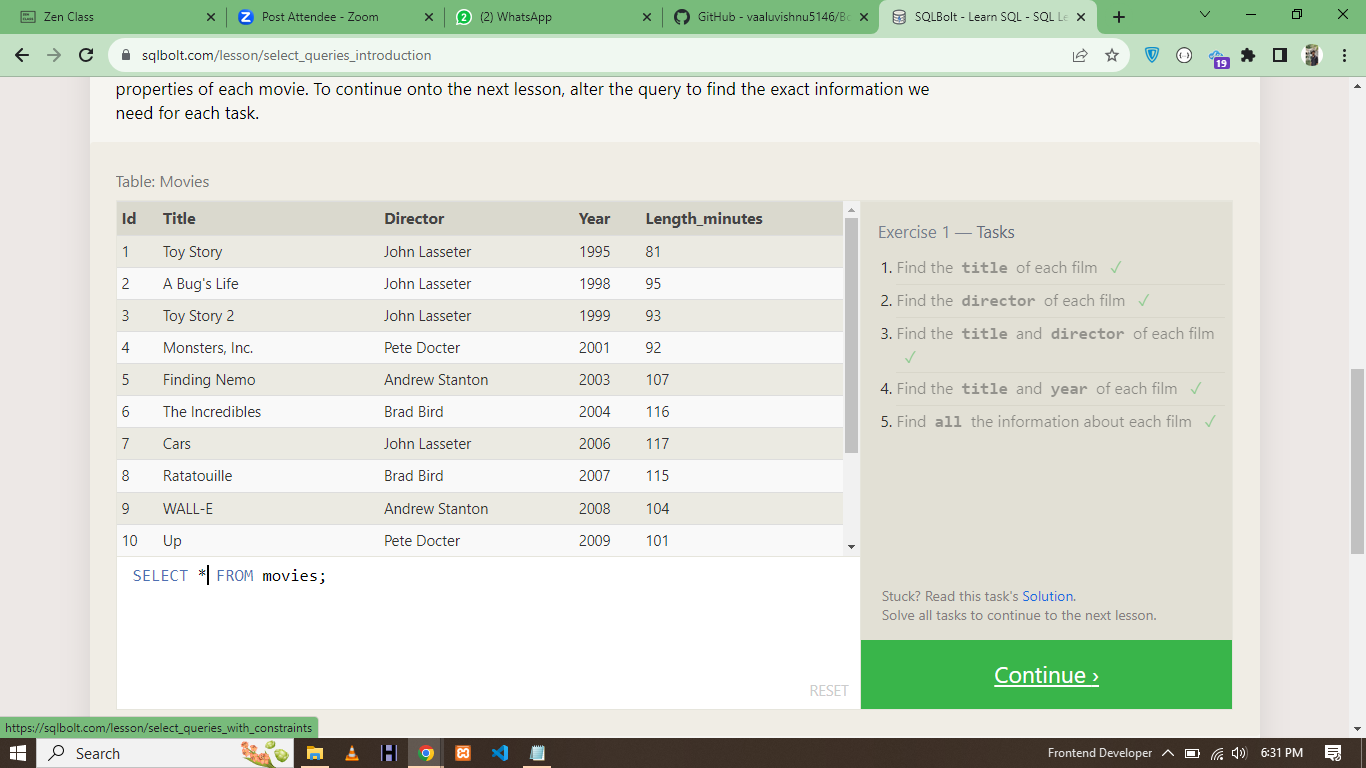 Zen Class
Post Attendee - Zoom
(2) WhatsApp
GitHub - vaaluvishnu5146/Bo
SQLBolt - Learn SQL - SQL Le
sqlbolt.com/lesson/select_queries_introduction
19
properties of each movie. To continue onto the next lesson, alter the query to find the exact information we
need for each task.
Table: Movies
Id Title Director Year Length_minutes
1 Toy Story John Lasseter 1995 81
2 A Bug's Life John Lasseter 1998 95
3 Toy Story 2 John Lasseter 1999 93
4 Monsters, Inc. Pete Docter 2001 92
5 Finding Nemo Andrew Stanton 2003 107
6 The Incredibles Brad Bird 2004 116
7 Cars John Lasseter 2006 117
8 Ratatouille Brad Bird 2007 115
9 WALL-E Andrew Stanton 2008 104
10 Up Pete Docter 2009 101
SELECT * FROM movies;
RESET
Exercise 1 — Tasks
1. Find the title of each film ✓
2. Find the director of each film ✓
3. Find the title and director of each film
✓
4. Find the title and year of each film ✓
5. Find all the information about each film ✓
Stuck? Read this task's Solution.
Solve all tasks to continue to the next lesson.
Continue ›
https://sqlbolt.com/lesson/select_queries_with_constraints
Search
Frontend Developer
6:31 PM